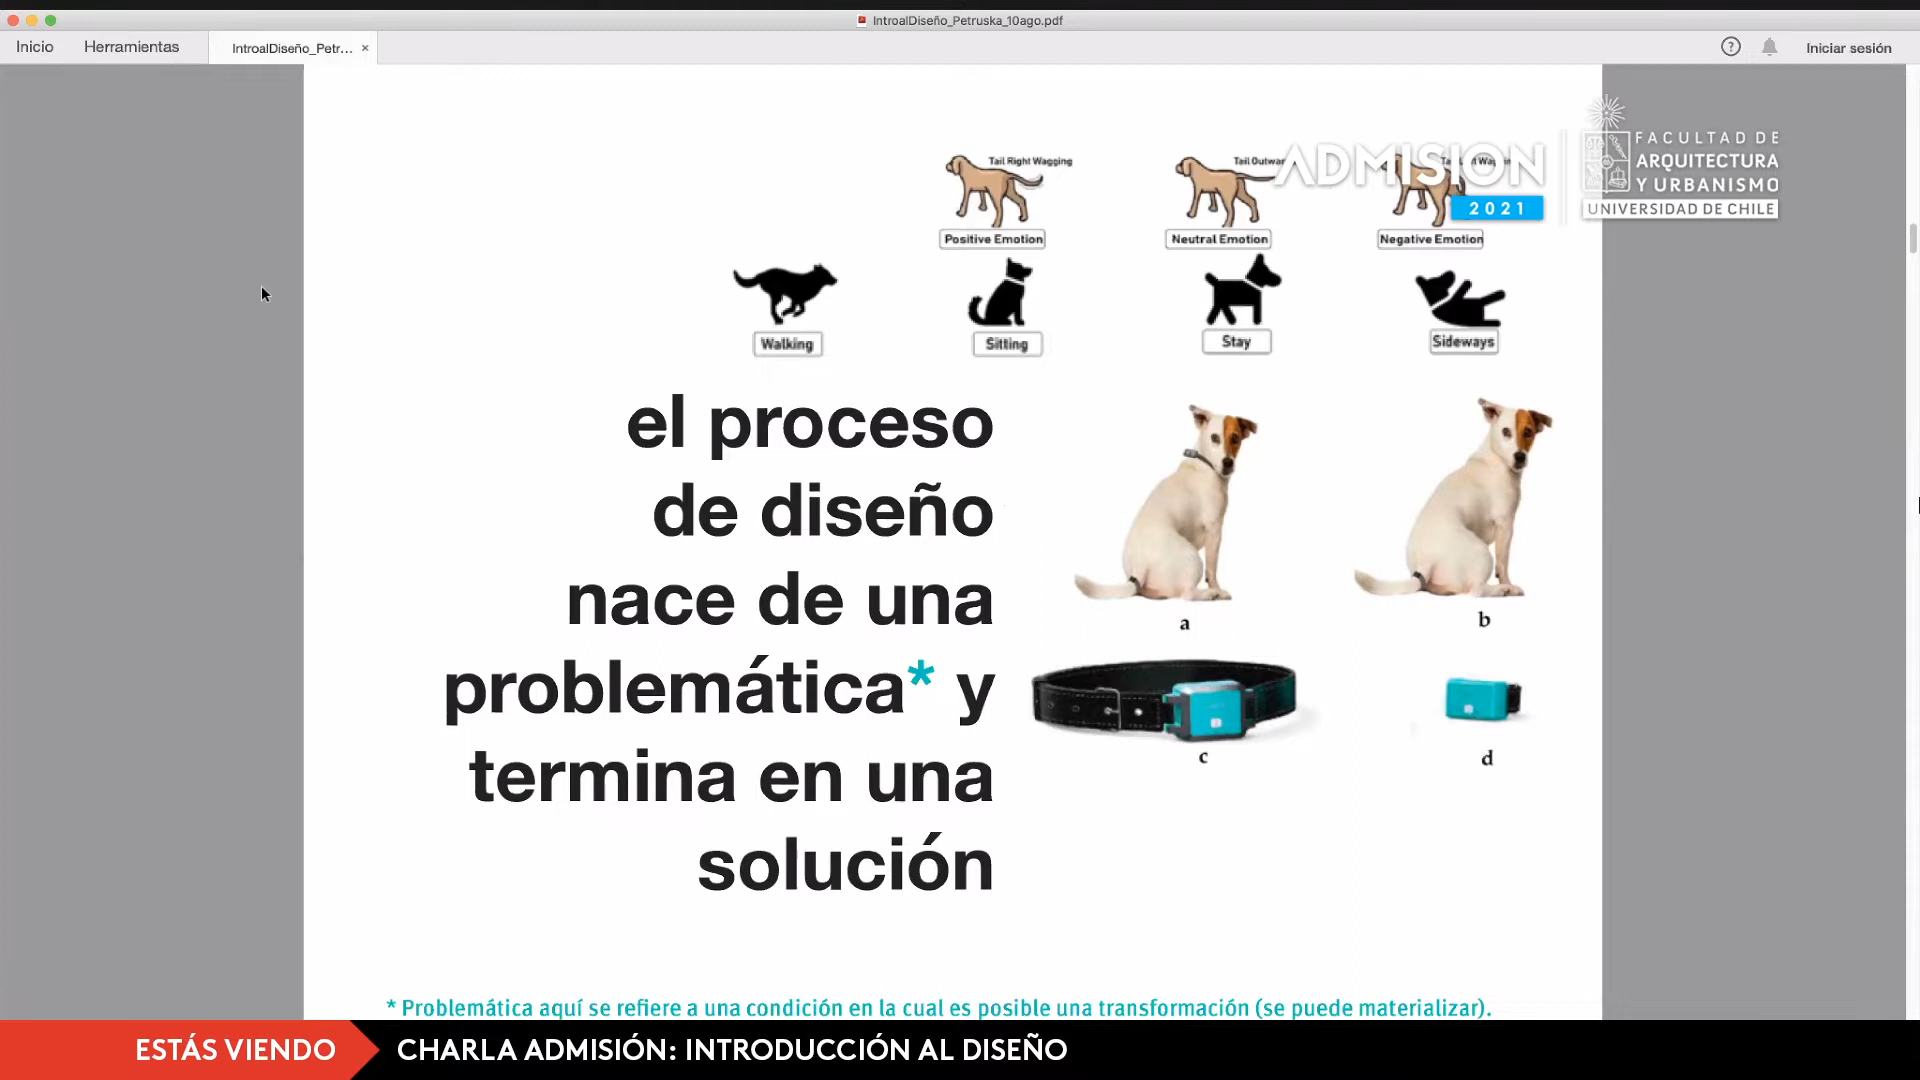 IntroalDiseño_Petruska_10ago.pdf
Inicio
Herramientas
IntroalDiseño_Petr... ×
?
Iniciar sesión
ADMISION
2021
FACULTAD DE
ARQUITECTURA
Y URBANISMO
UNIVERSIDAD DE CHILE
Tail Right Wagging
Tail
Positive Emotion
Neutral Emotion
Negative Emotion
Walking
Sitting
Stay
Sideways
el proceso
de diseño
nace de una
problemática* y
termina en una
solución
a
b
c
d
* Problemática aquí se refiere a una condición en la cual es posible una transformación (se puede materializar).
ESTÁS VIENDO
CHARLA ADMISIÓN: INTRODUCCIÓN AL DISEÑO